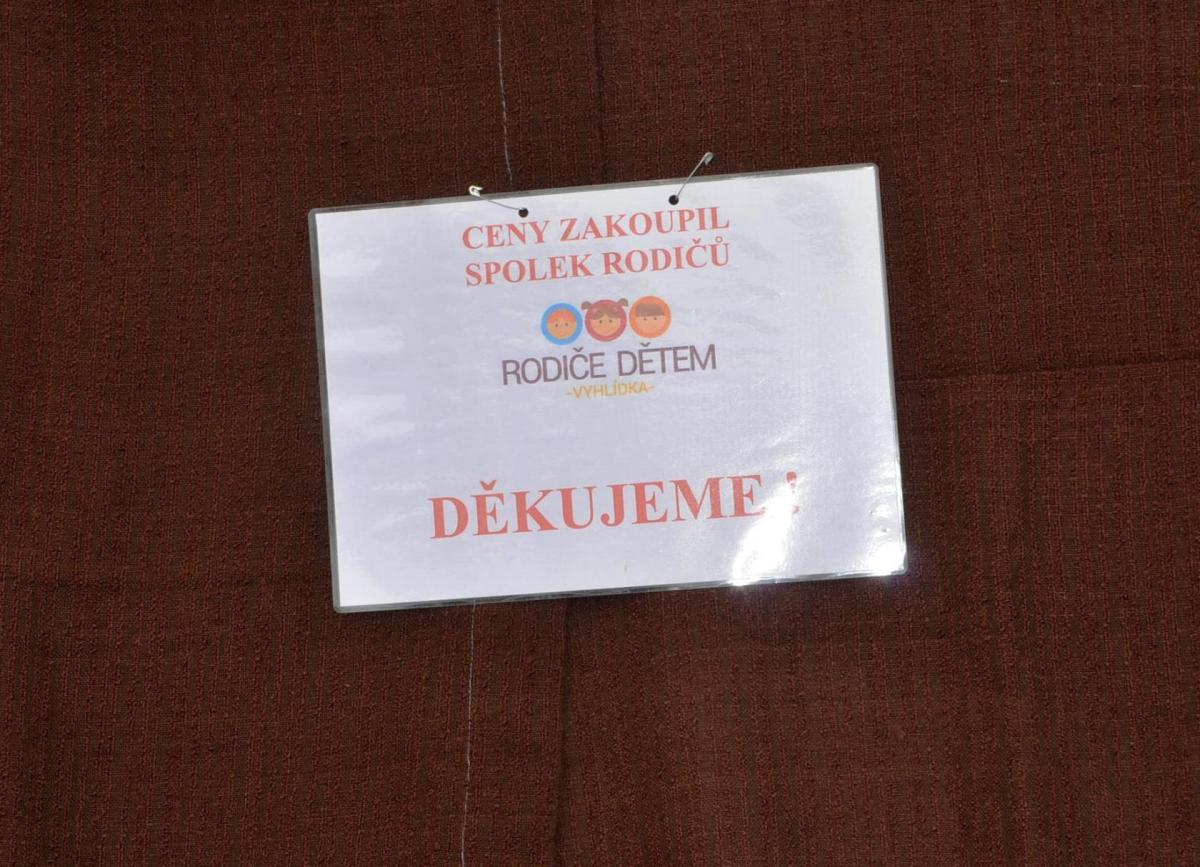 CENY ZAKOUPIL
SPOLEK RODIČŮ
RODIČE DĚTEM
-VYHLÍDKA-
DĚKUJEME !